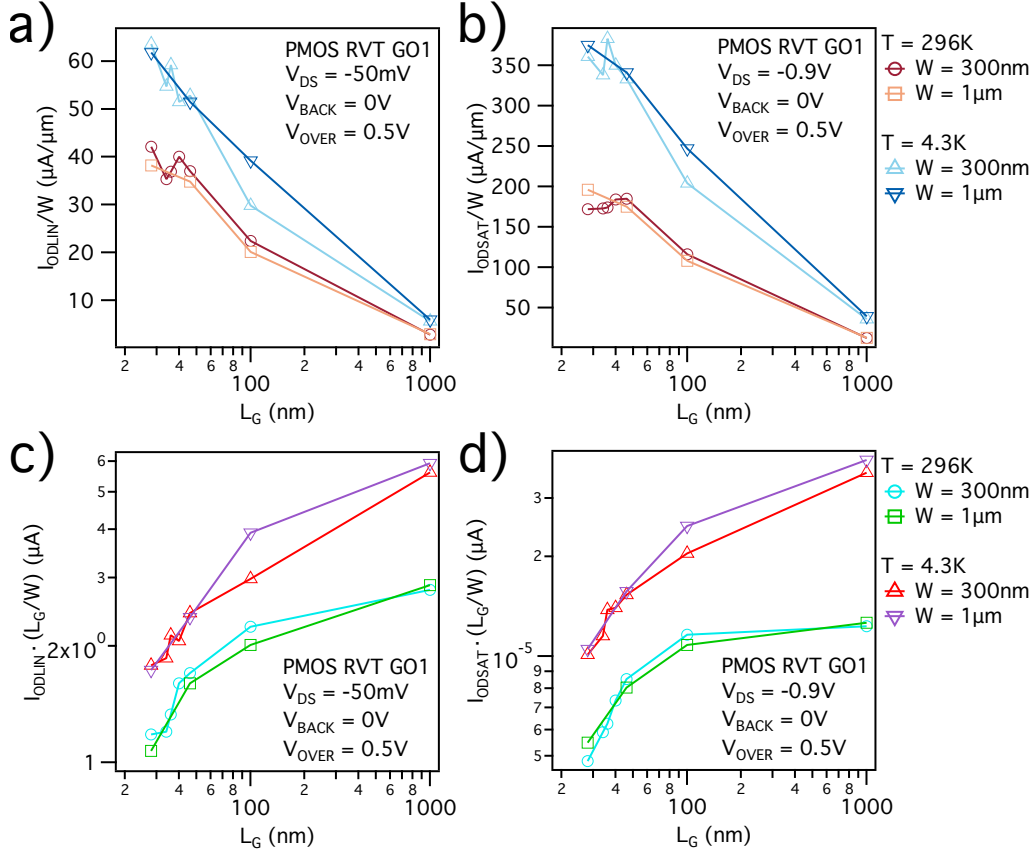 a)
60
50
40
30
20
10
I_ODLIN/W (µA/µm)
PMOS RVT GO1
V_DS = -50mV
V_BACK = 0V
V_OVER = 0.5V
2 4 6 8 100 2 4 6 8 1000
L_G (nm)
b)
350
300
250
200
150
100
50
I_ODSAT/W (µA/µm)
PMOS RVT GO1
V_DS = -0.9V
V_BACK = 0V
V_OVER = 0.5V
2 4 6 8 100 2 4 6 8 1000
L_G (nm)
T = 296K
W = 300nm
W = 1µm
T = 4.3K
W = 300nm
W = 1µm
c)
6
5
4
3
2x10⁰
1
I_ODLIN·(L_G/W) (µA)
PMOS RVT GO1
V_DS = -50mV
V_BACK = 0V
V_OVER = 0.5V
2 4 6 8 100 2 4 6 8 1000
L_G (nm)
d)
3
2
10⁻⁵
9
8
7
6
5
I_ODSAT·(L_G/W) (µA)
PMOS RVT GO1
V_DS = -0.9V
V_BACK = 0V
V_OVER = 0.5V
2 4 6 8 100 2 4 6 8 1000
L_G (nm)
T = 296K
W = 300nm
W = 1µm
T = 4.3K
W = 300nm
W = 1µm